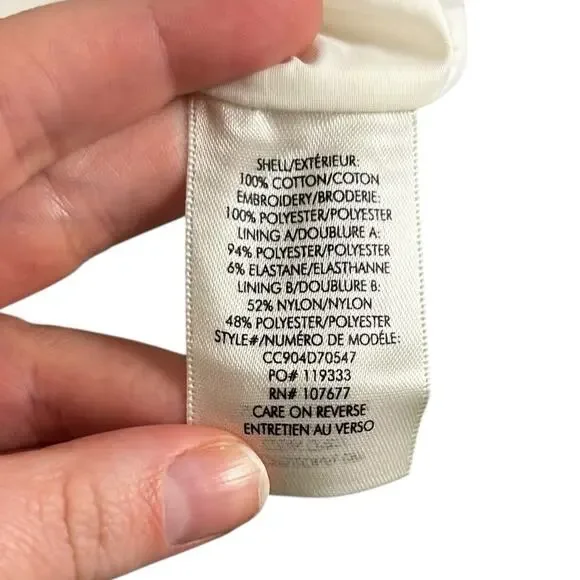 SHELL/EXTÉRIEUR:
100% COTTON/COTON
EMBROIDERY/BRODERIE:
100% POLYESTER/POLYESTER
LINING A/DOUBLURE A:
94% POLYESTER/POLYESTER
6% ELASTANE/ELASTHANNE
LINING B/DOUBLURE B:
52% NYLON/NYLON
48% POLYESTER/POLYESTER
STYLE#/NUMÉRO DE MODÉLE:
CC904D70547
PO# 119333
RN# 107677
CARE ON REVERSE
ENTRETIEN AU VERSO